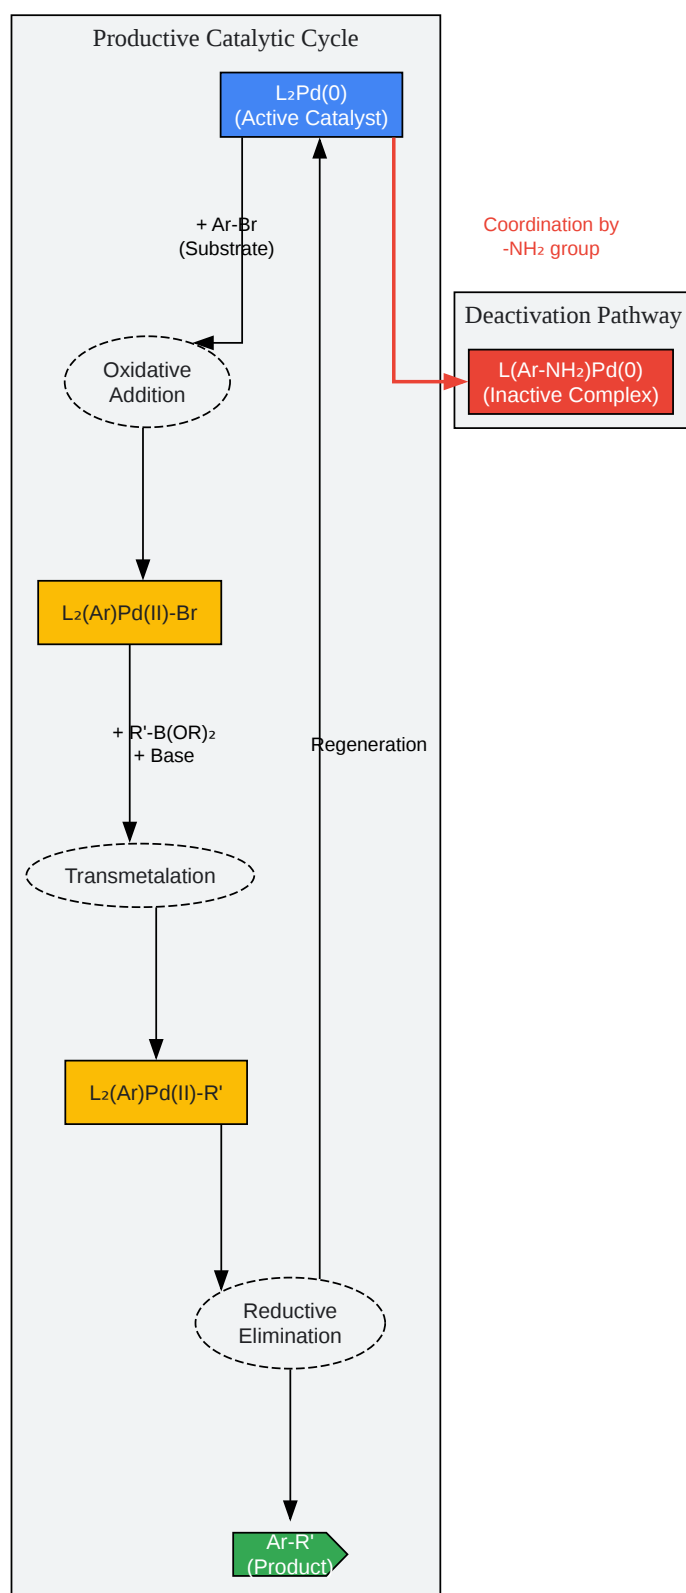 Productive Catalytic Cycle
L₂Pd(0)
(Active Catalyst)
+ Ar-Br
(Substrate)
Coordination by
-NH₂ group
Deactivation Pathway
L(Ar-NH₂)Pd(0)
(Inactive Complex)
Oxidative
Addition
L₂(Ar)Pd(II)-Br
+ R'-B(OR)₂
+ Base
Regeneration
Transmetalation
L₂(Ar)Pd(II)-R'
Reductive
Elimination
Ar-R'
(Product)